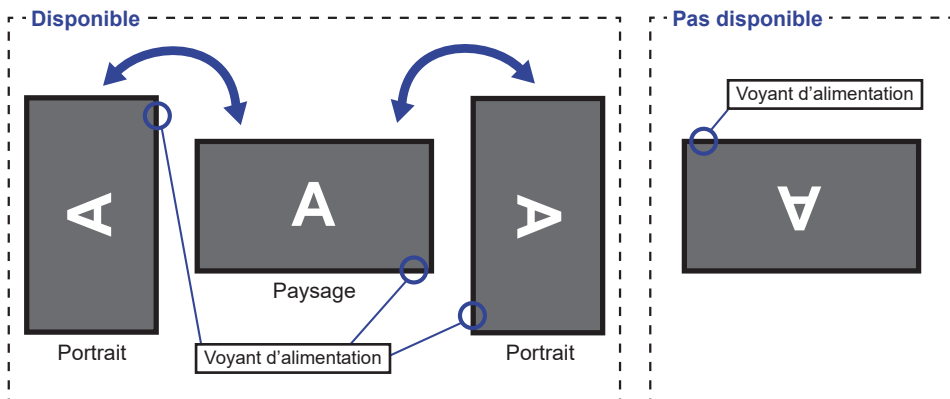 Disponible
Pas disponible
Voyant d’alimentation
A
A
A
A
Paysage
Portrait
Voyant d’alimentation
Portrait